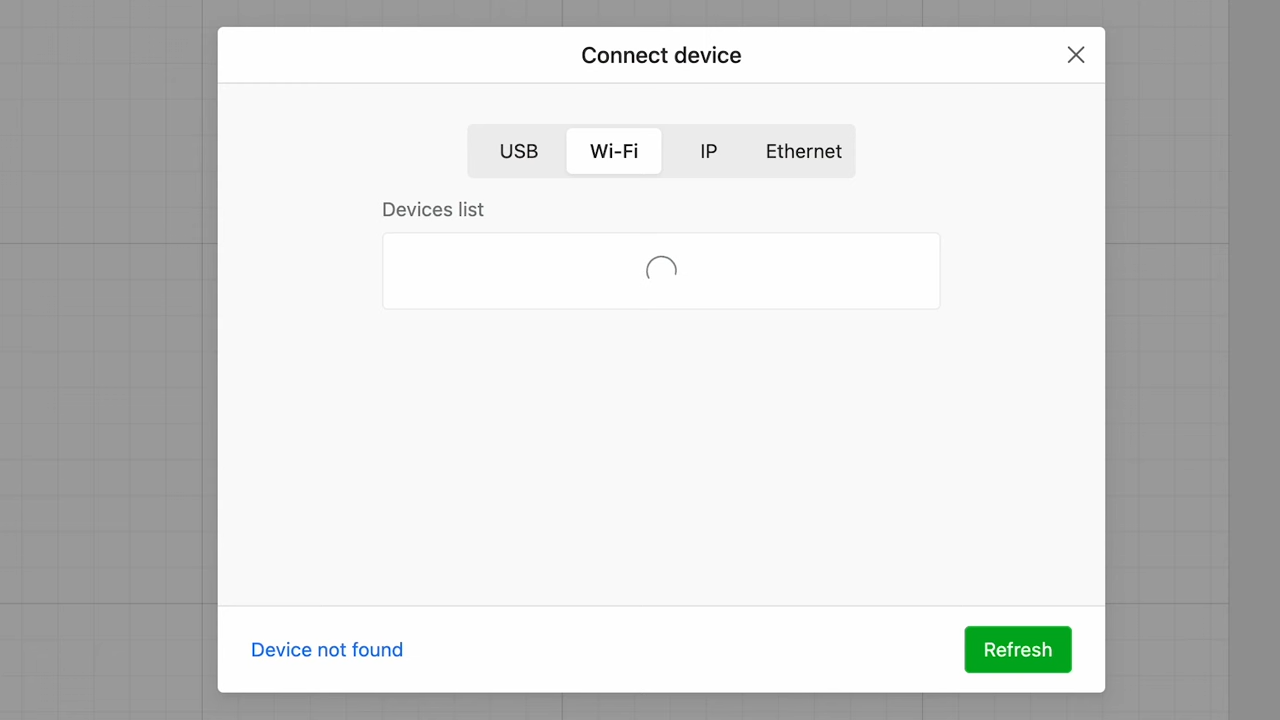 Connect device
USB Wi-Fi IP Ethernet
Devices list
Device not found Refresh